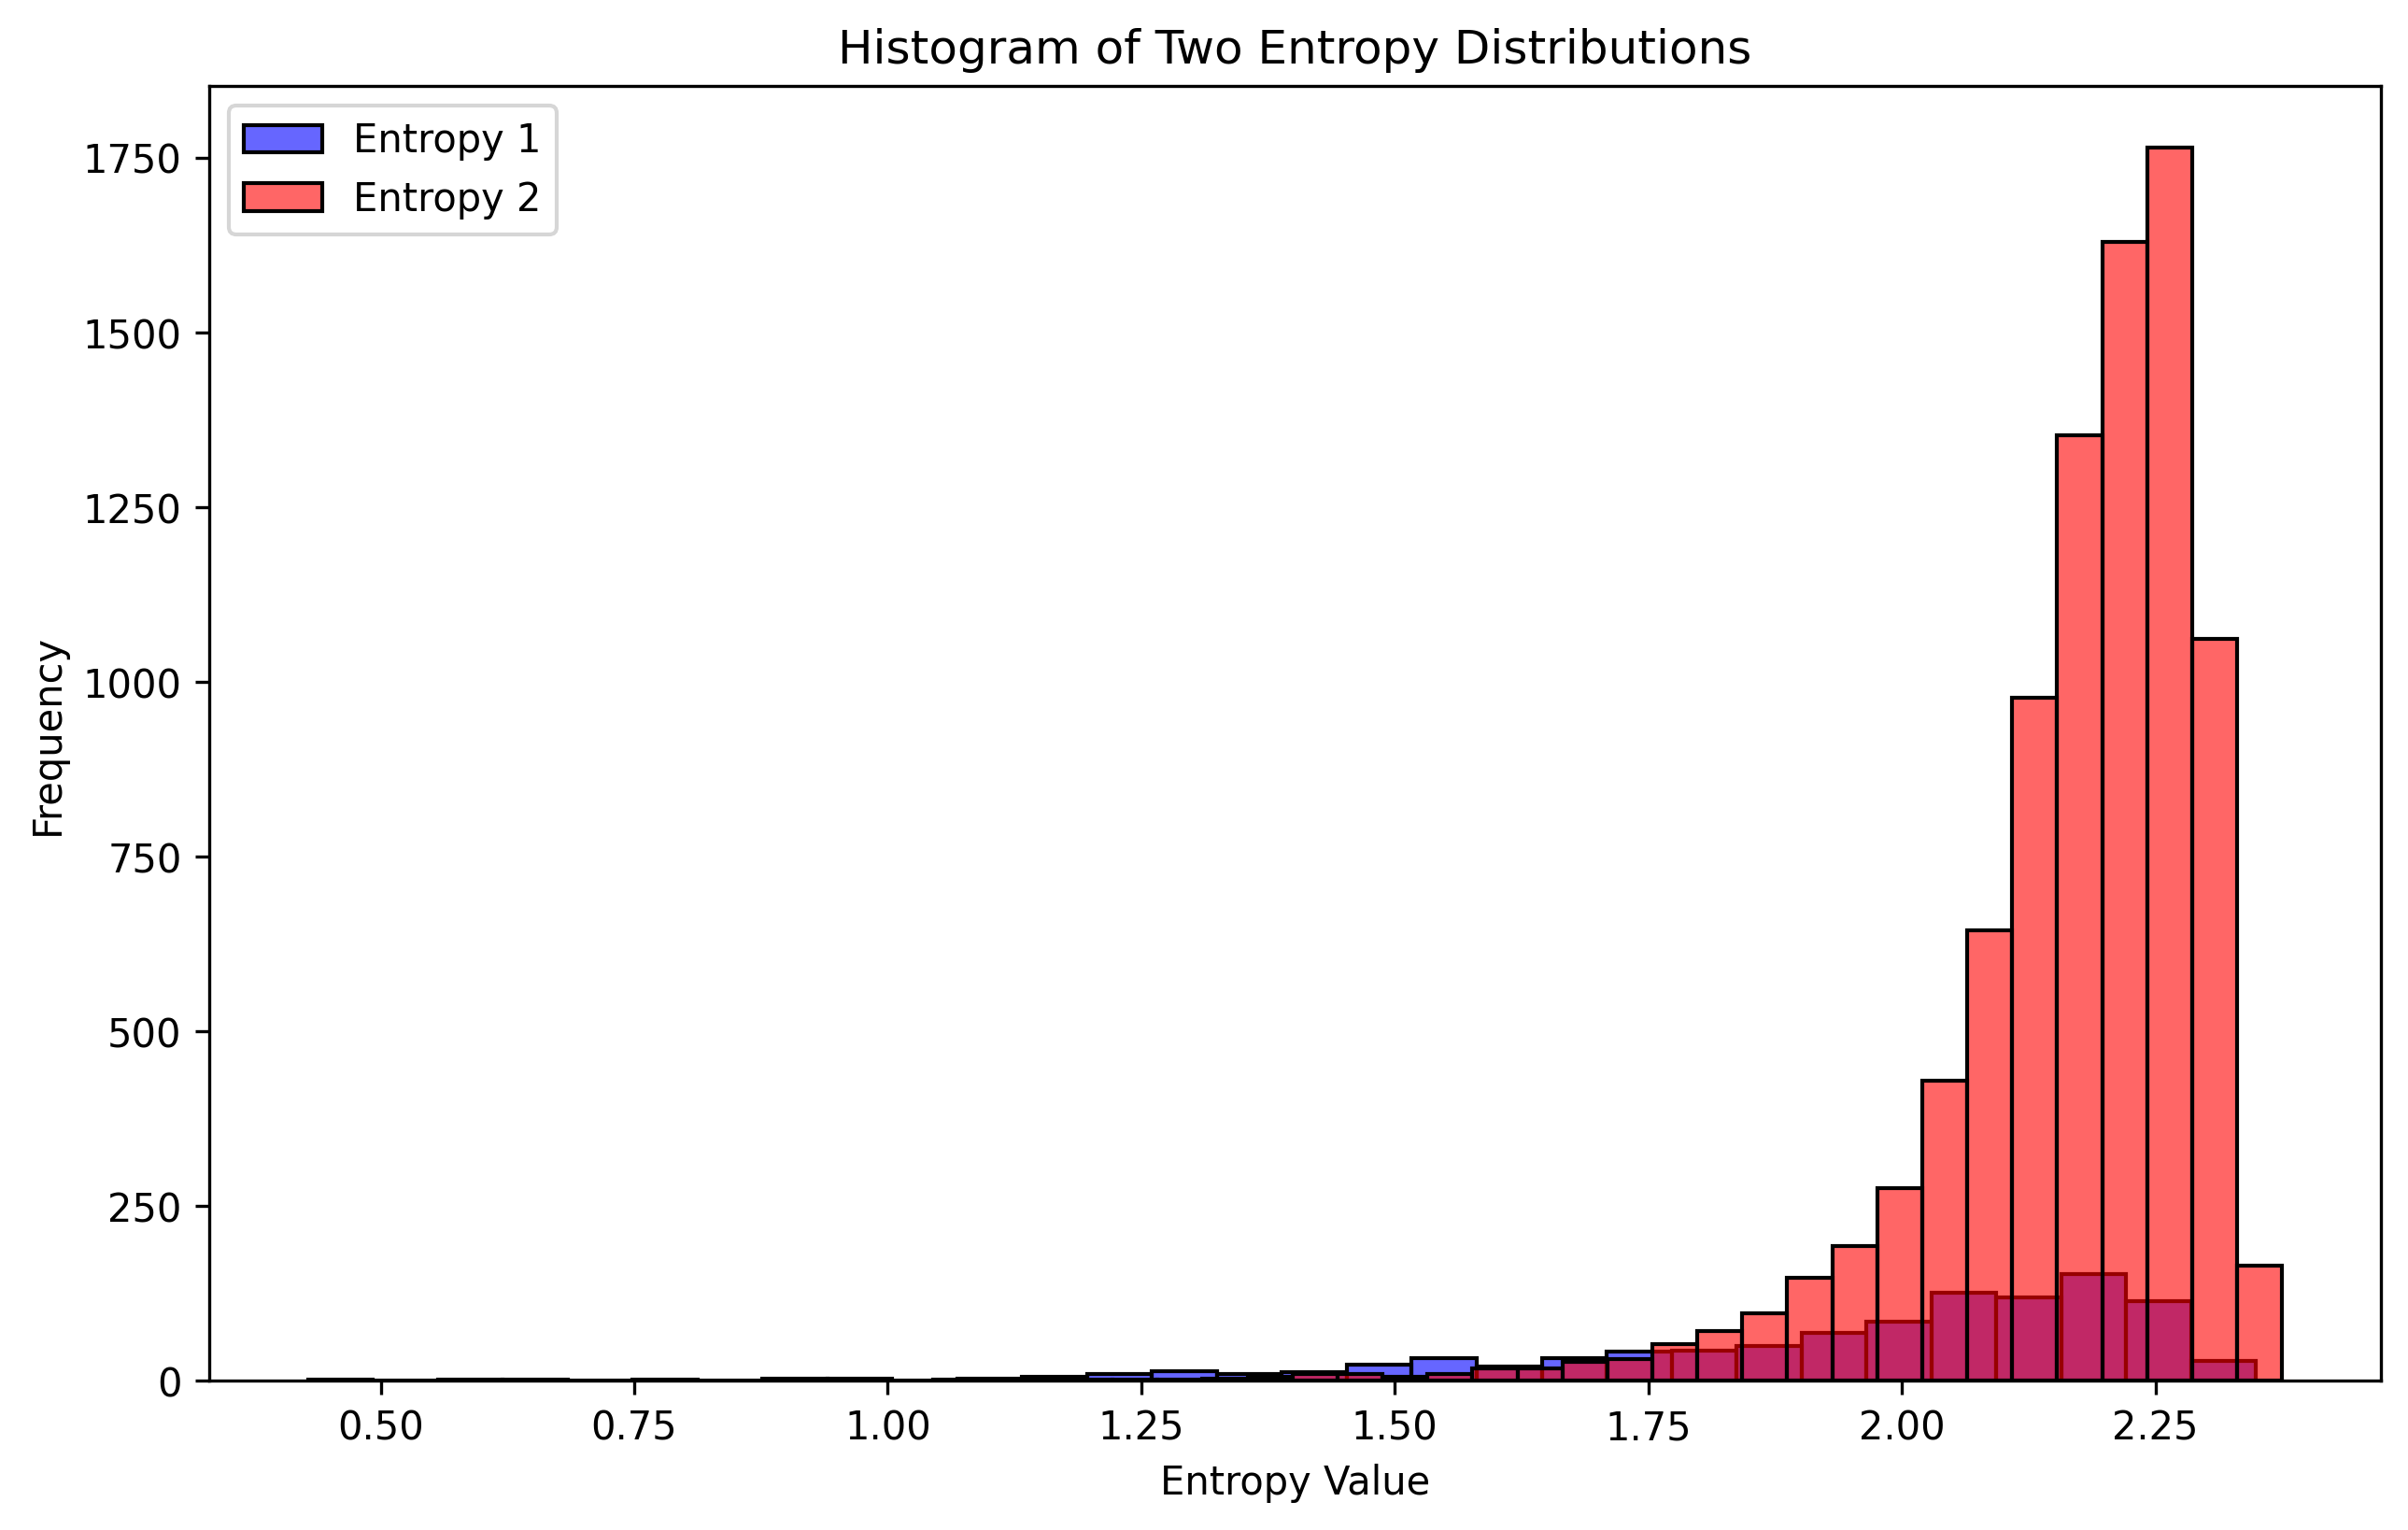 Histogram of Two Entropy Distributions
Entropy 1
Entropy 2
1750
1500
1250
1000
750
500
250
0
Frequency
0.50 0.75 1.00 1.25 1.50 1.75 2.00 2.25
Entropy Value